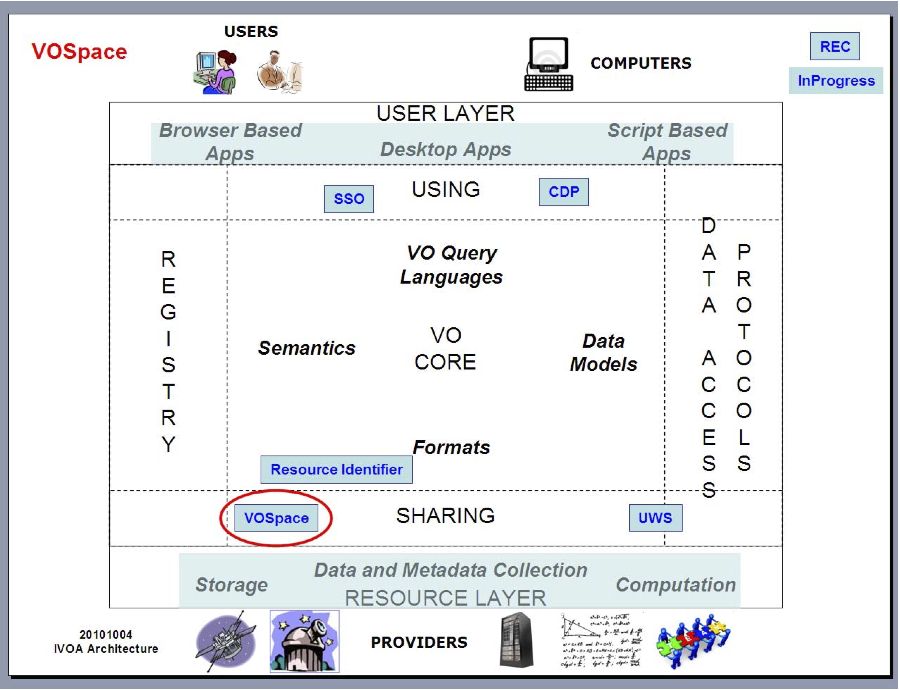 VOSpace
USERS
COMPUTERS
REC
InProgress
USER LAYER
Browser Based
Apps
Desktop Apps
Script Based
Apps
SSO
USING
CDP
REGISTRY
VO Query
Languages
Semantics
VO
CORE
Data
Models
Formats
Resource Identifier
DATA ACCESS
PROTOCOLS
VOSpace
SHARING
UWS
Storage
Data and Metadata Collection
Computation
RESOURCE LAYER
20101004
IVOA Architecture
PROVIDERS